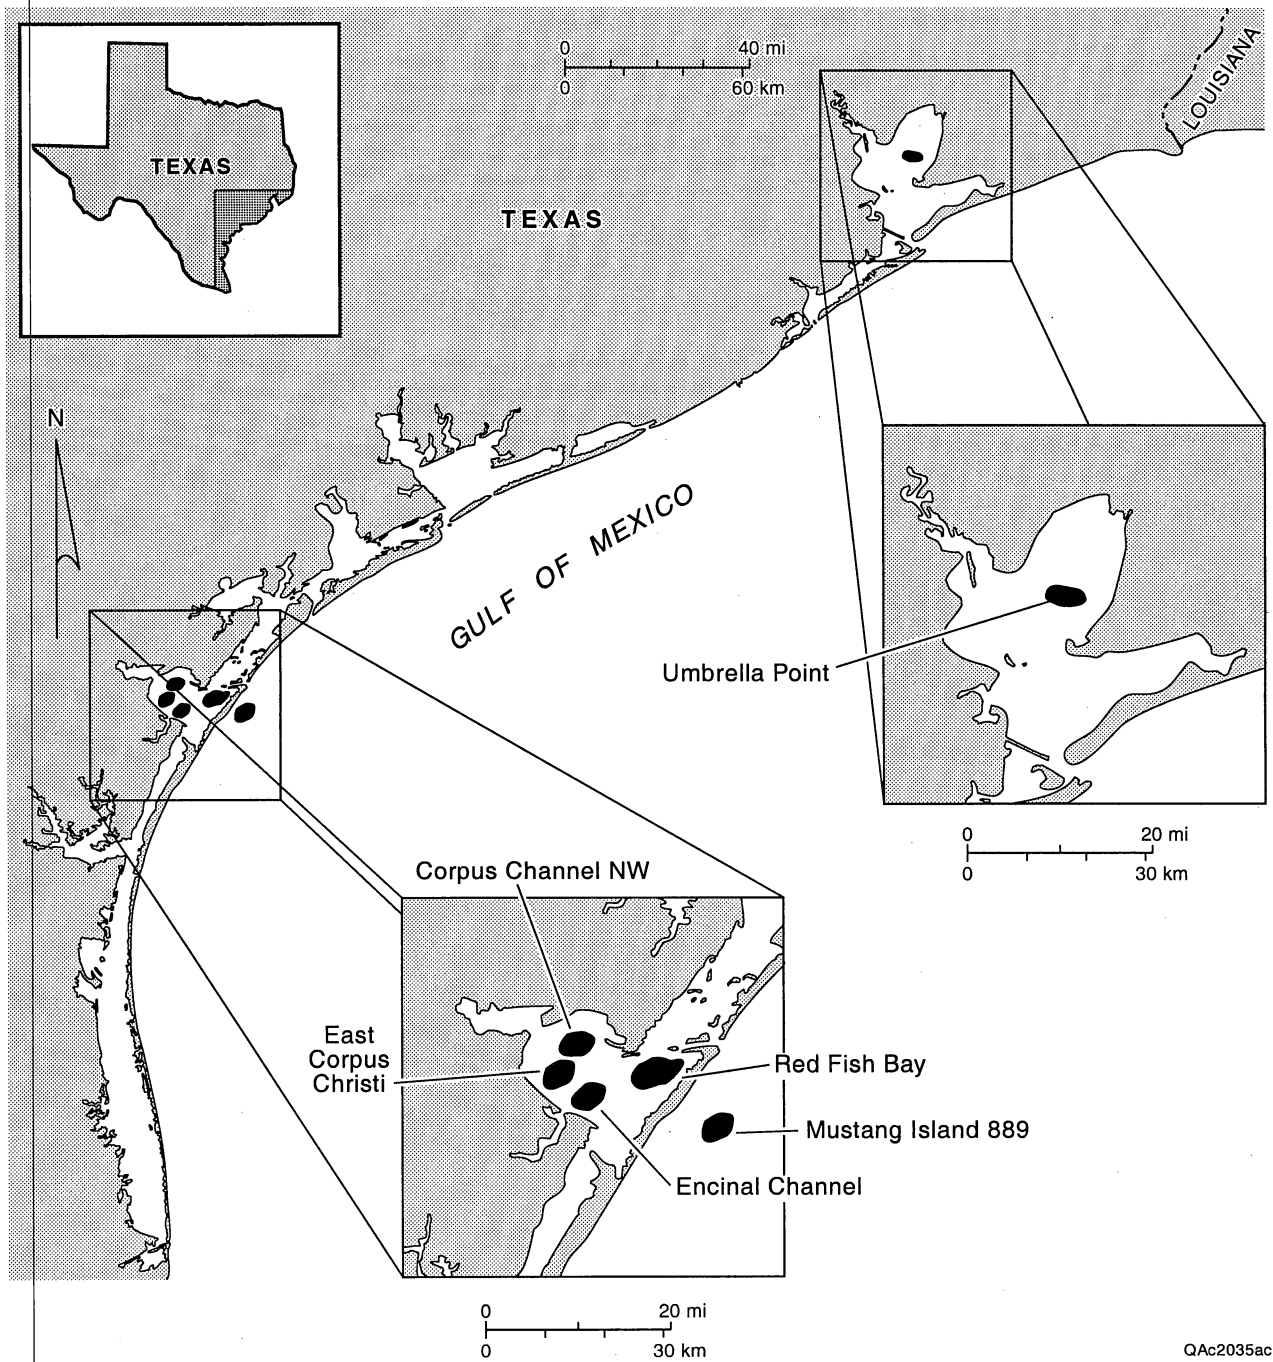 TEXAS
0 40 mi
0 60 km
LOUISIANA
TEXAS
N
GULF OF MEXICO
Umbrella Point
0 20 mi
0 30 km
Corpus Channel NW
East
Corpus
Christi
Red Fish Bay
Mustang Island 889
Encinal Channel
0 20 mi
0 30 km
QAc2035ac